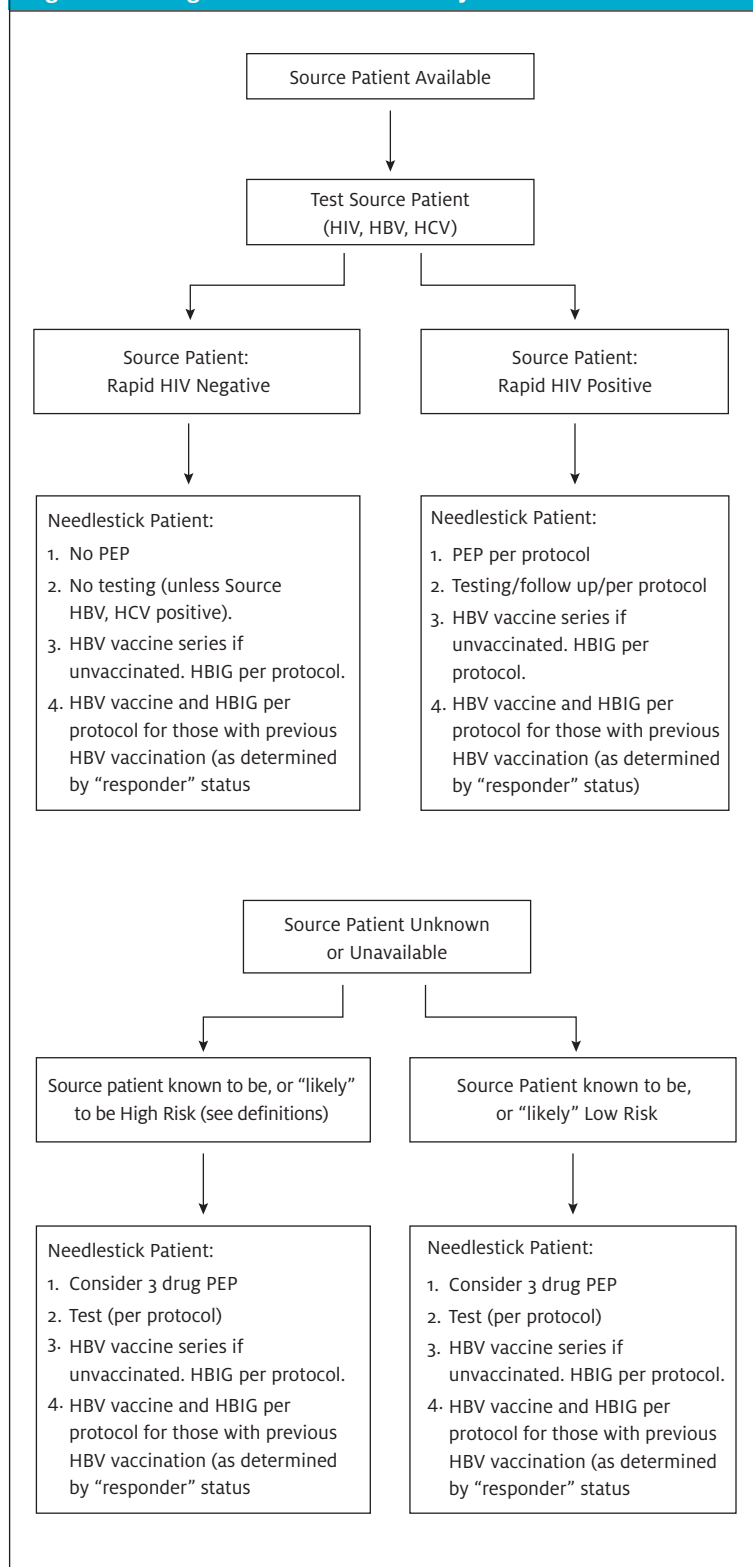 Source Patient Available
Test Source Patient
(HIV, HBV, HCV)
Source Patient:
Rapid HIV Negative
Source Patient:
Rapid HIV Positive
Needlestick Patient:
1. No PEP
2. No testing (unless Source
HBV, HCV positive).
3. HBV vaccine series if
unvaccinated. HBIG per protocol.
4. HBV vaccine and HBIG per
protocol for those with previous
HBV vaccination (as determined
by “responder” status
Needlestick Patient:
1. PEP per protocol
2. Testing/follow up/per protocol
3. HBV vaccine series if
unvaccinated. HBIG per
protocol.
4. HBV vaccine and HBIG per
protocol for those with previous
HBV vaccination (as determined
by “responder” status)
Source Patient Unknown
or Unavailable
Source patient known to be, or “likely”
to be High Risk (see definitions)
Source Patient known to be,
or “likely” Low Risk
Needlestick Patient:
1. Consider 3 drug PEP
2. Test (per protocol)
3. HBV vaccine series if
unvaccinated. HBIG per protocol.
4. HBV vaccine and HBIG per
protocol for those with previous
HBV vaccination (as determined
by “responder” status
Needlestick Patient:
1. Consider 3 drug PEP
2. Test (per protocol)
3. HBV vaccine series if
unvaccinated. HBIG per protocol.
4. HBV vaccine and HBIG per
protocol for those with previous
HBV vaccination (as determined
by “responder” status